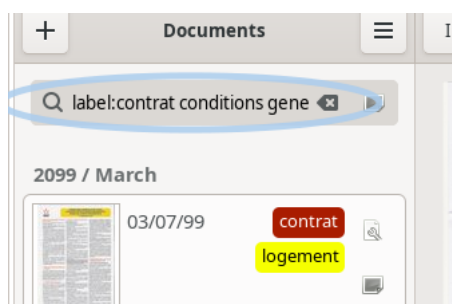 Documents
label:contrat conditions gene
2099 / March
03/07/99
contrat
logement